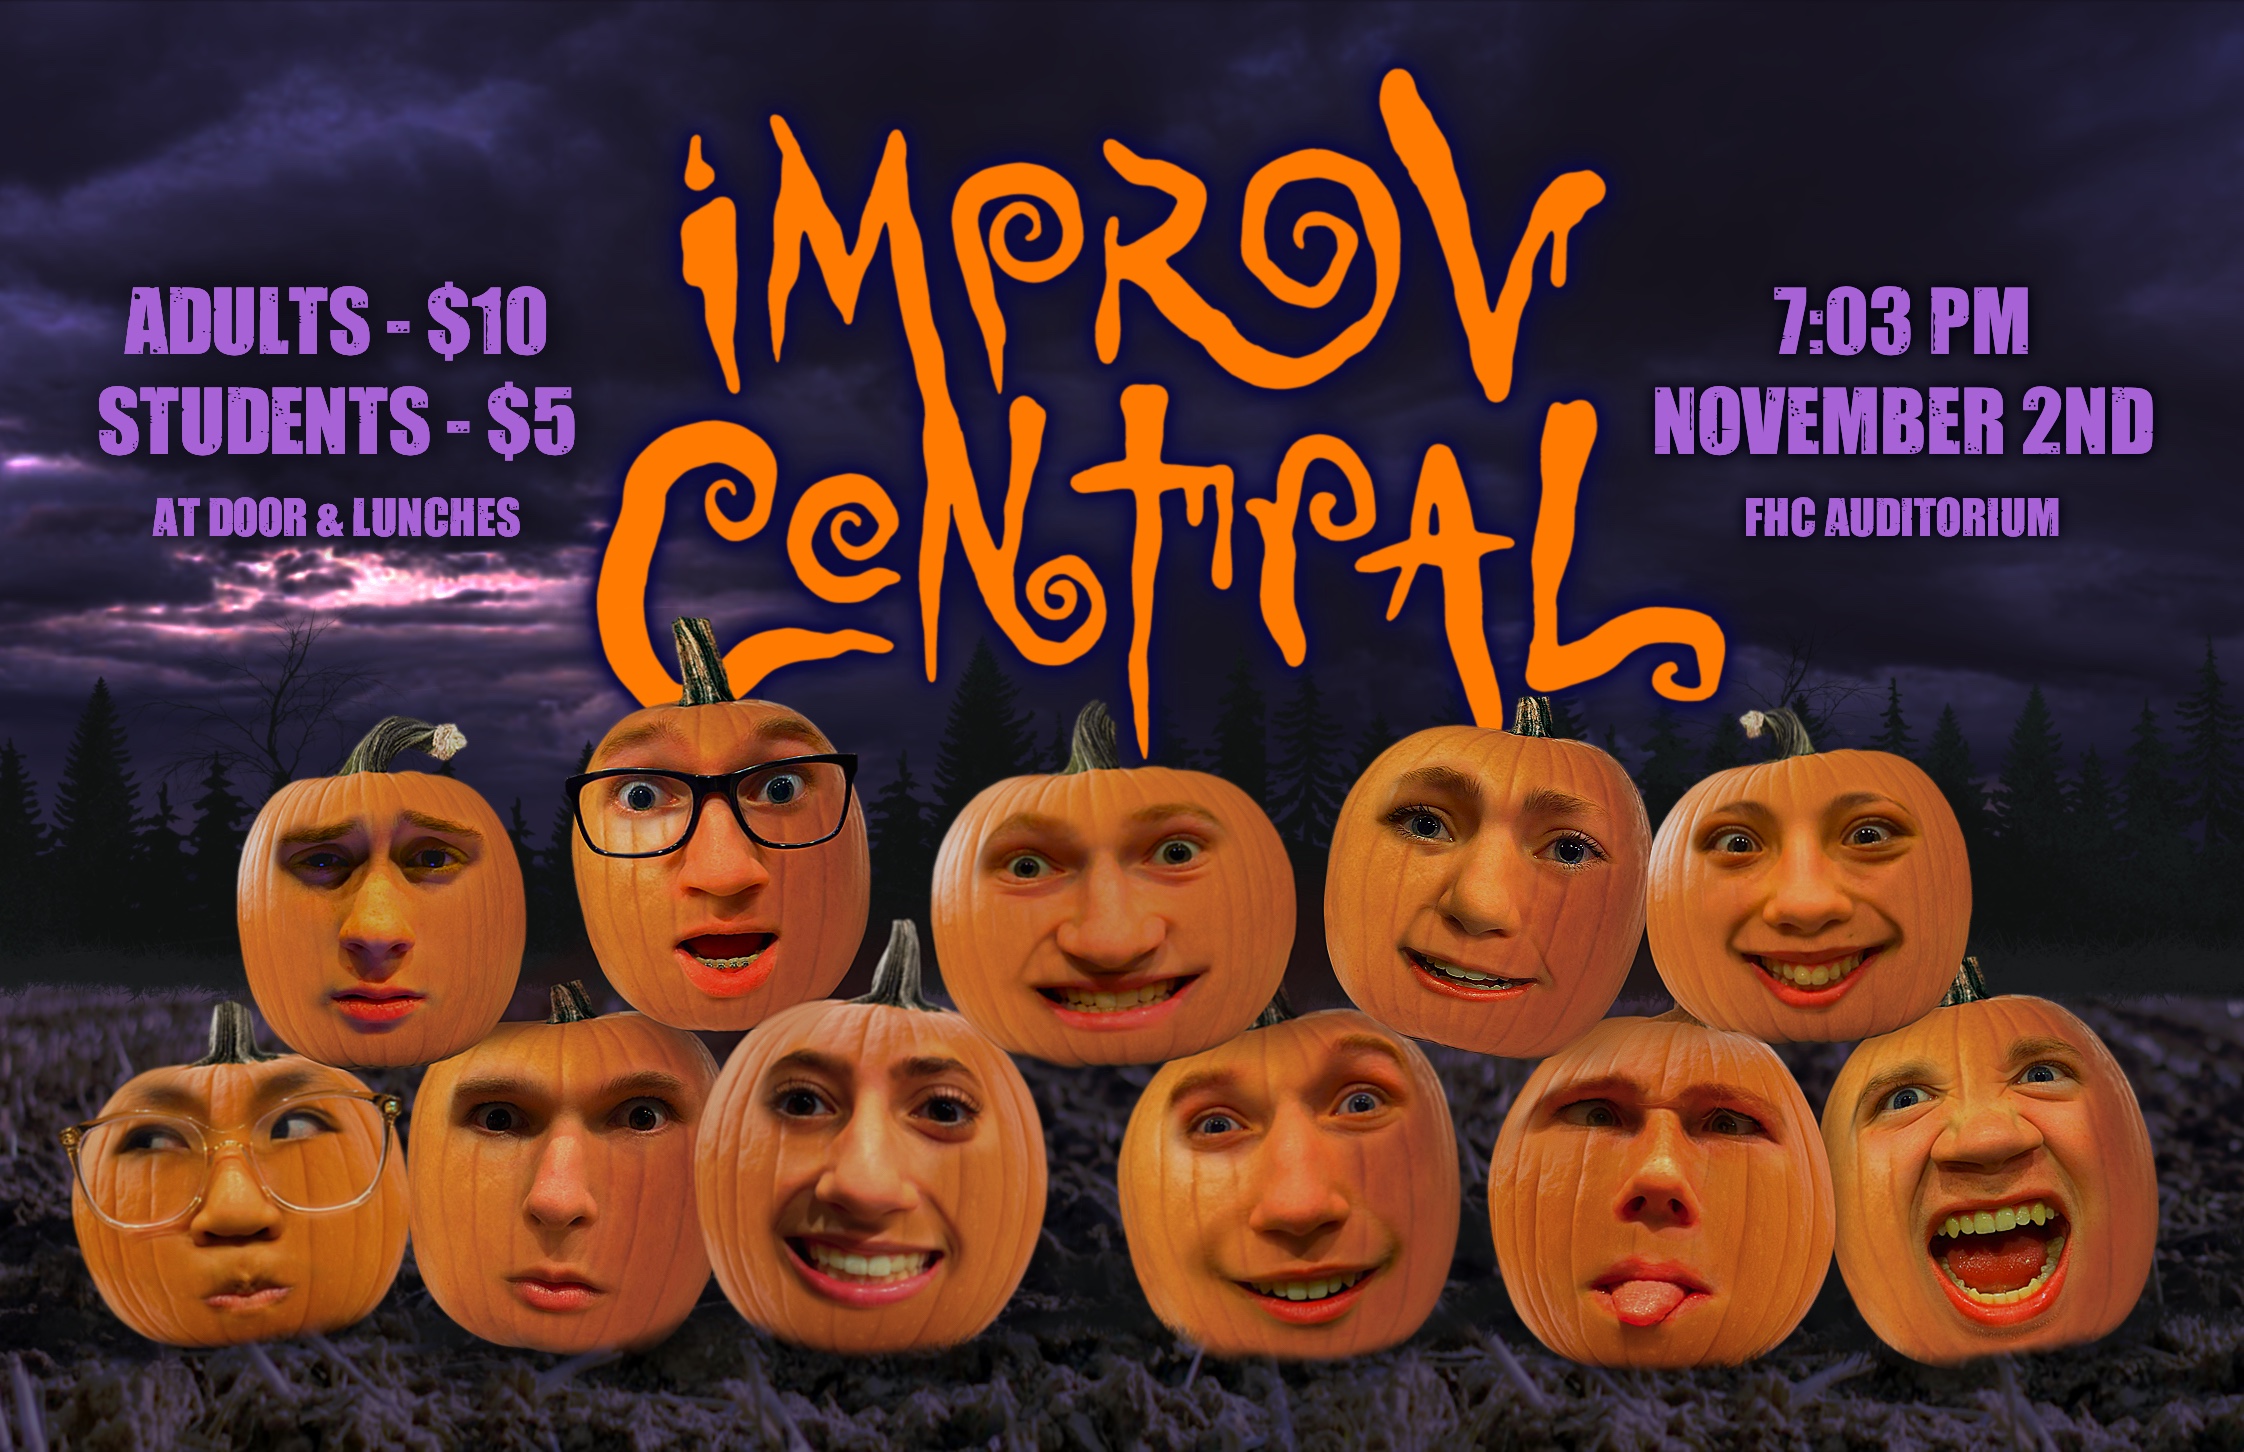 iMPROV
CeNTRAL
ADULTS - $10
STUDENTS - $5
AT DOOR & LUNCHES
7:03 PM
NOVEMBER 2ND
FHC AUDITORIUM